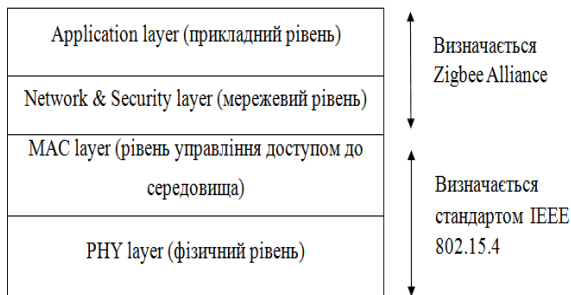 Application layer (прикладний рівень)
Визначається
Zigbee Alliance
Network & Security layer (мережевий рівень)
MAC layer (рівень управління доступом до
середовища)
Визначається
стандартом IEEE
802.15.4
PHY layer (фізичний рівень)